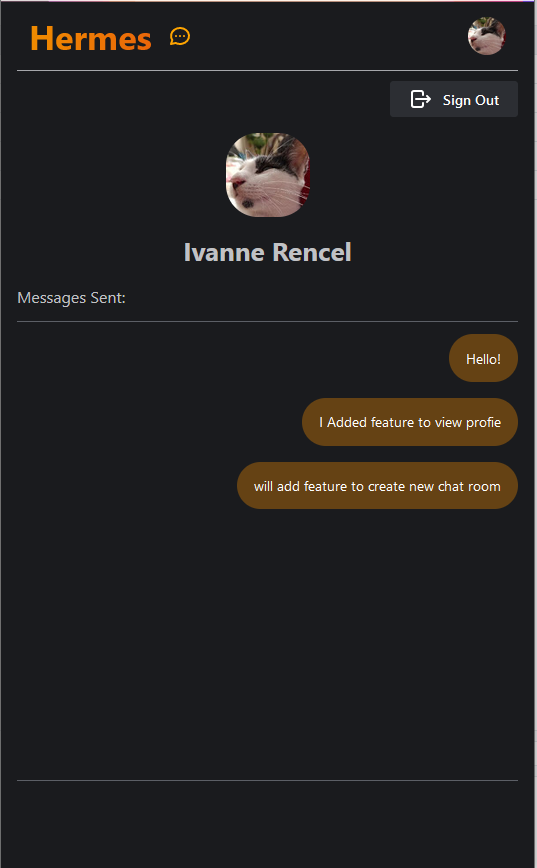 Hermes
Sign Out
Ivanne Rencel
Messages Sent:
Hello!
I Added feature to view profie
will add feature to create new chat room